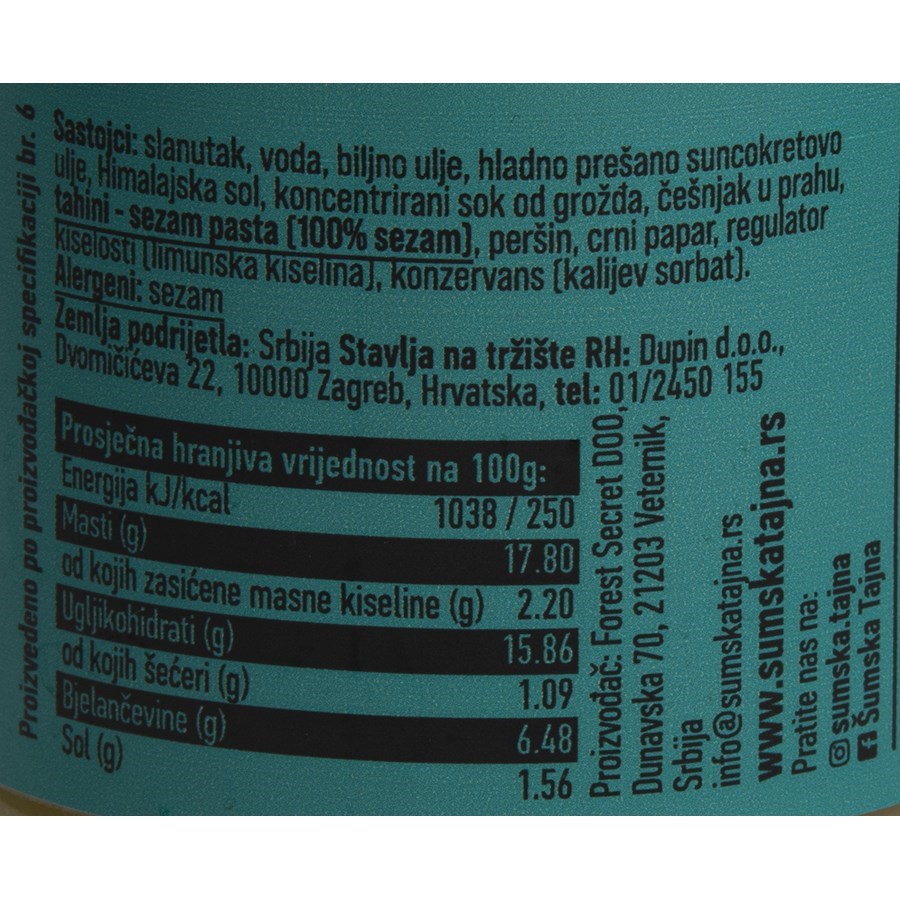 Proizvedeno po proizvođačkoj specifikaciji br. 6
Sastojci: slanutak, voda, biljno ulje, hladno prešano suncokretovo
ulje, Himalajska sol, koncentrirani sok od grožđa, češnjak u prahu,
tahini - sezam pasta (100% sezam), peršin, crni papar, regulator
kiselosti (limunska kiselina), konzervans (kalijev sorbat).
Alergeni: sezam
Zemlja podrijetla: Srbija Stavlja na tržište RH: Dupin d.o.o.,
Dvorničićeva 22, 10000 Zagreb, Hrvatska, tel: 01/2450 155
Prosječna hranjiva vrijednost na 100g:
Energija kJ/kcal 1038 / 250
Masti (g) 17.80
od kojih zasićene masne kiseline (g) 2.20
Ugljikohidrati (g) 15.86
od kojih šećeri (g) 1.09
Bjelančevine (g) 6.48
Sol (g) 1.56
Proizvođač: Forest Secret DOO,
Dunavska 70, 21203 Veternik,
Srbija
info@sumskatajna.rs
www.sumskatajna.rs
Pratite nas na:
sumska.tajna
Šumska Tajna